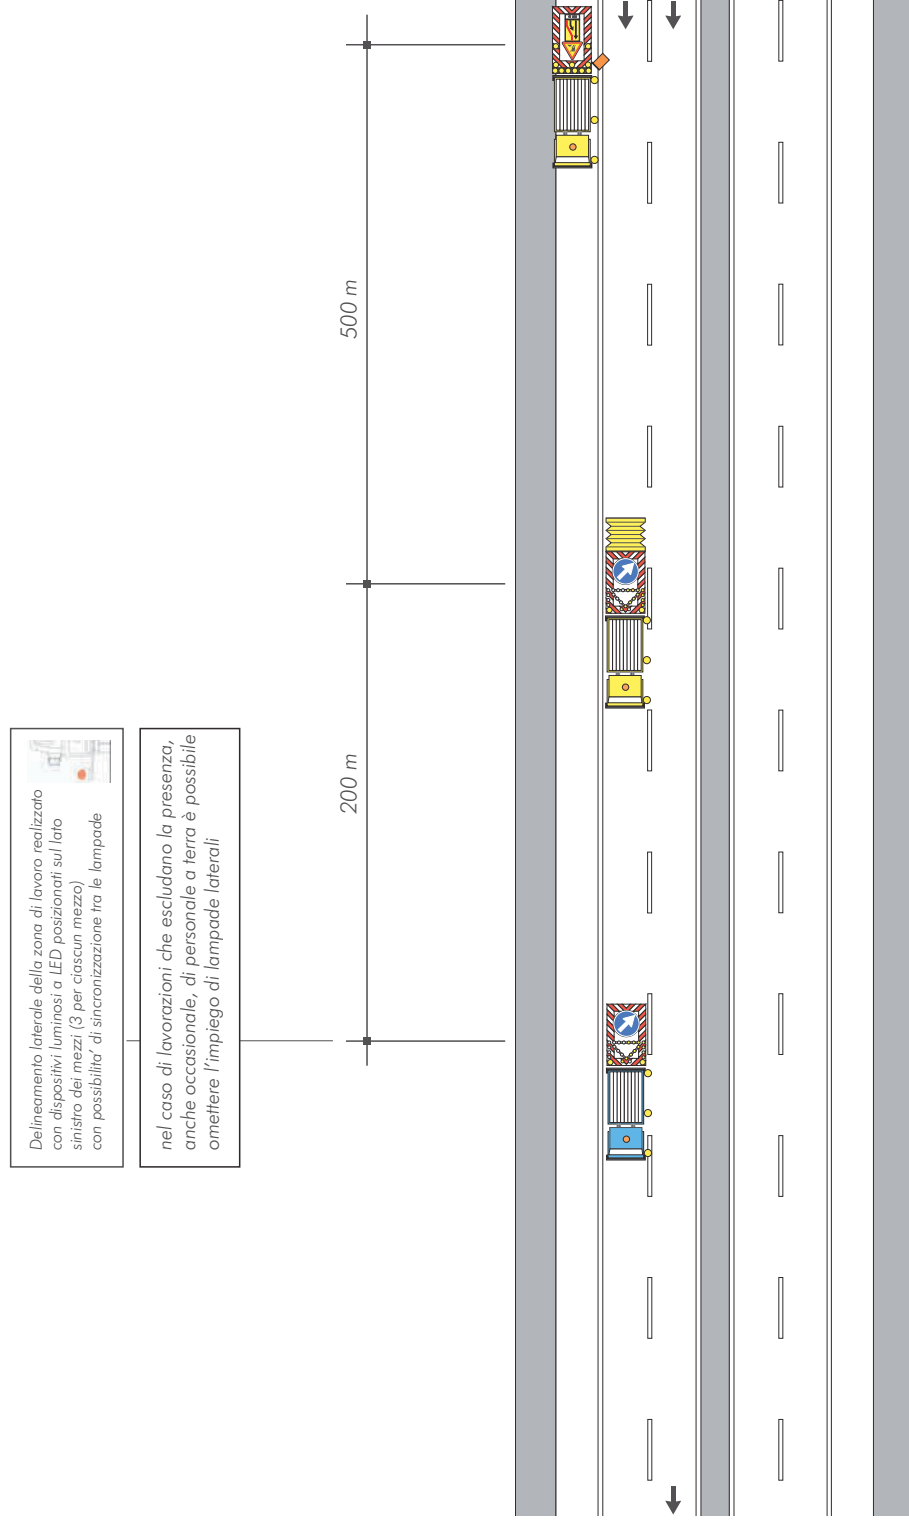 500 m
200 m
Delineamento laterale della zona di lavoro realizzato
con dispositivi luminosi a LED posizionati sul lato
sinistro dei mezzi (3 per ciascun mezzo)
con possibilita’ di sincronizzazione tra le lampade
nel caso di lavorazioni che escludano la presenza,
anche occasionale, di personale a terra è possibile
omettere l’impiego di lampade laterali